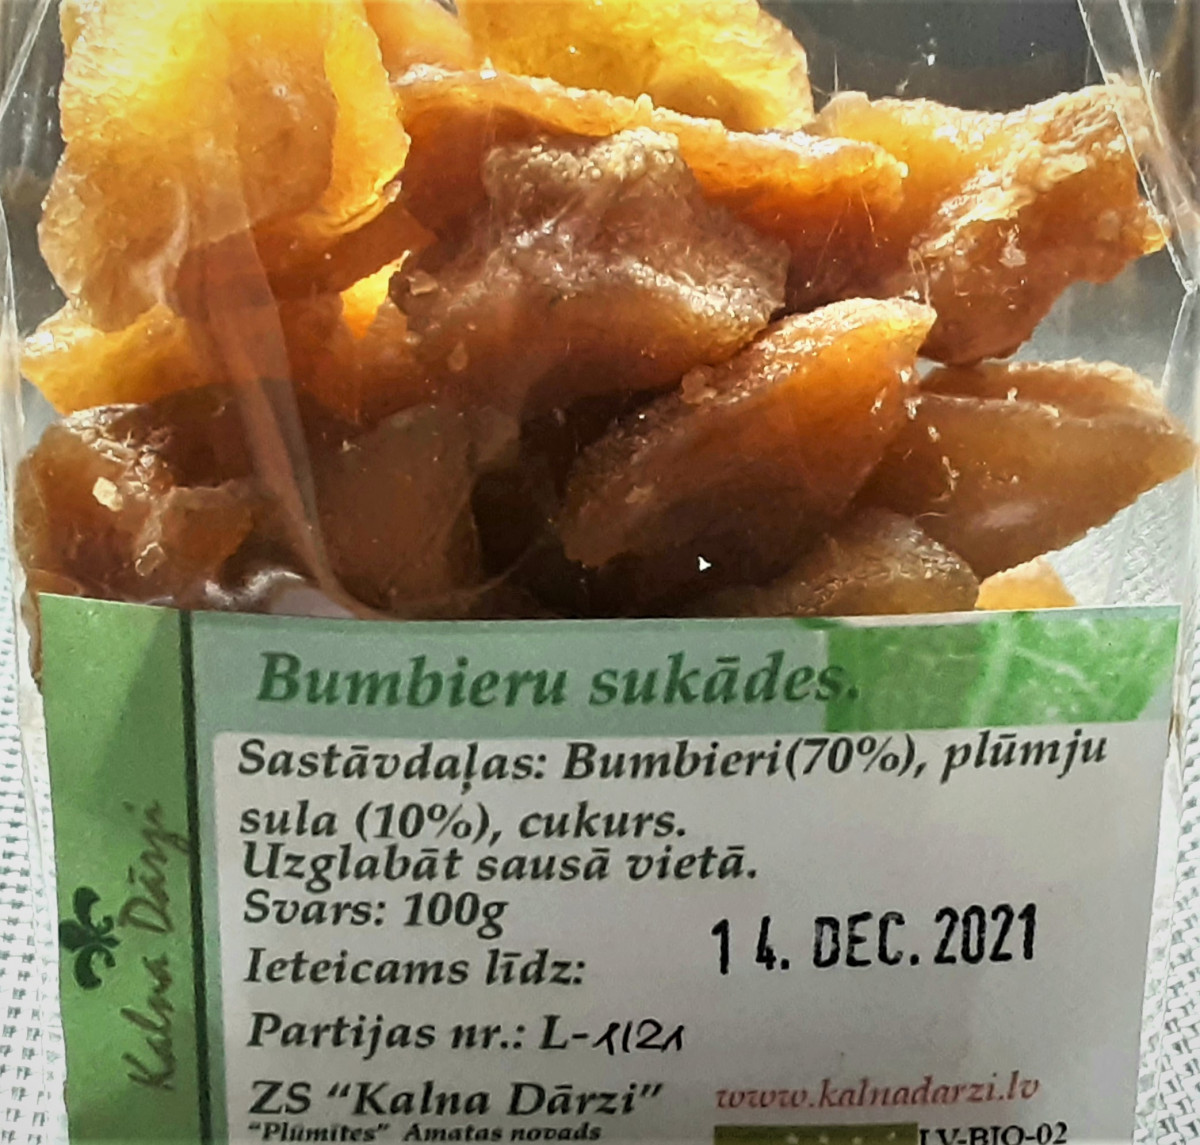 Bumbieru sukādes.
Sastāvdaļas: Bumbieri(70%), plūmju
sula (10%), cukurs.
Uzglabāt sausā vietā.
Svars: 100g
Ieteicams līdz: 14. DEC. 2021
Partijas nr.: L-1121
ZS "Kalna Dārzi" www.kalnadarzi.lv
"Plūmītes" Amatas novads LV-BIO-02
Kalna Dārzi